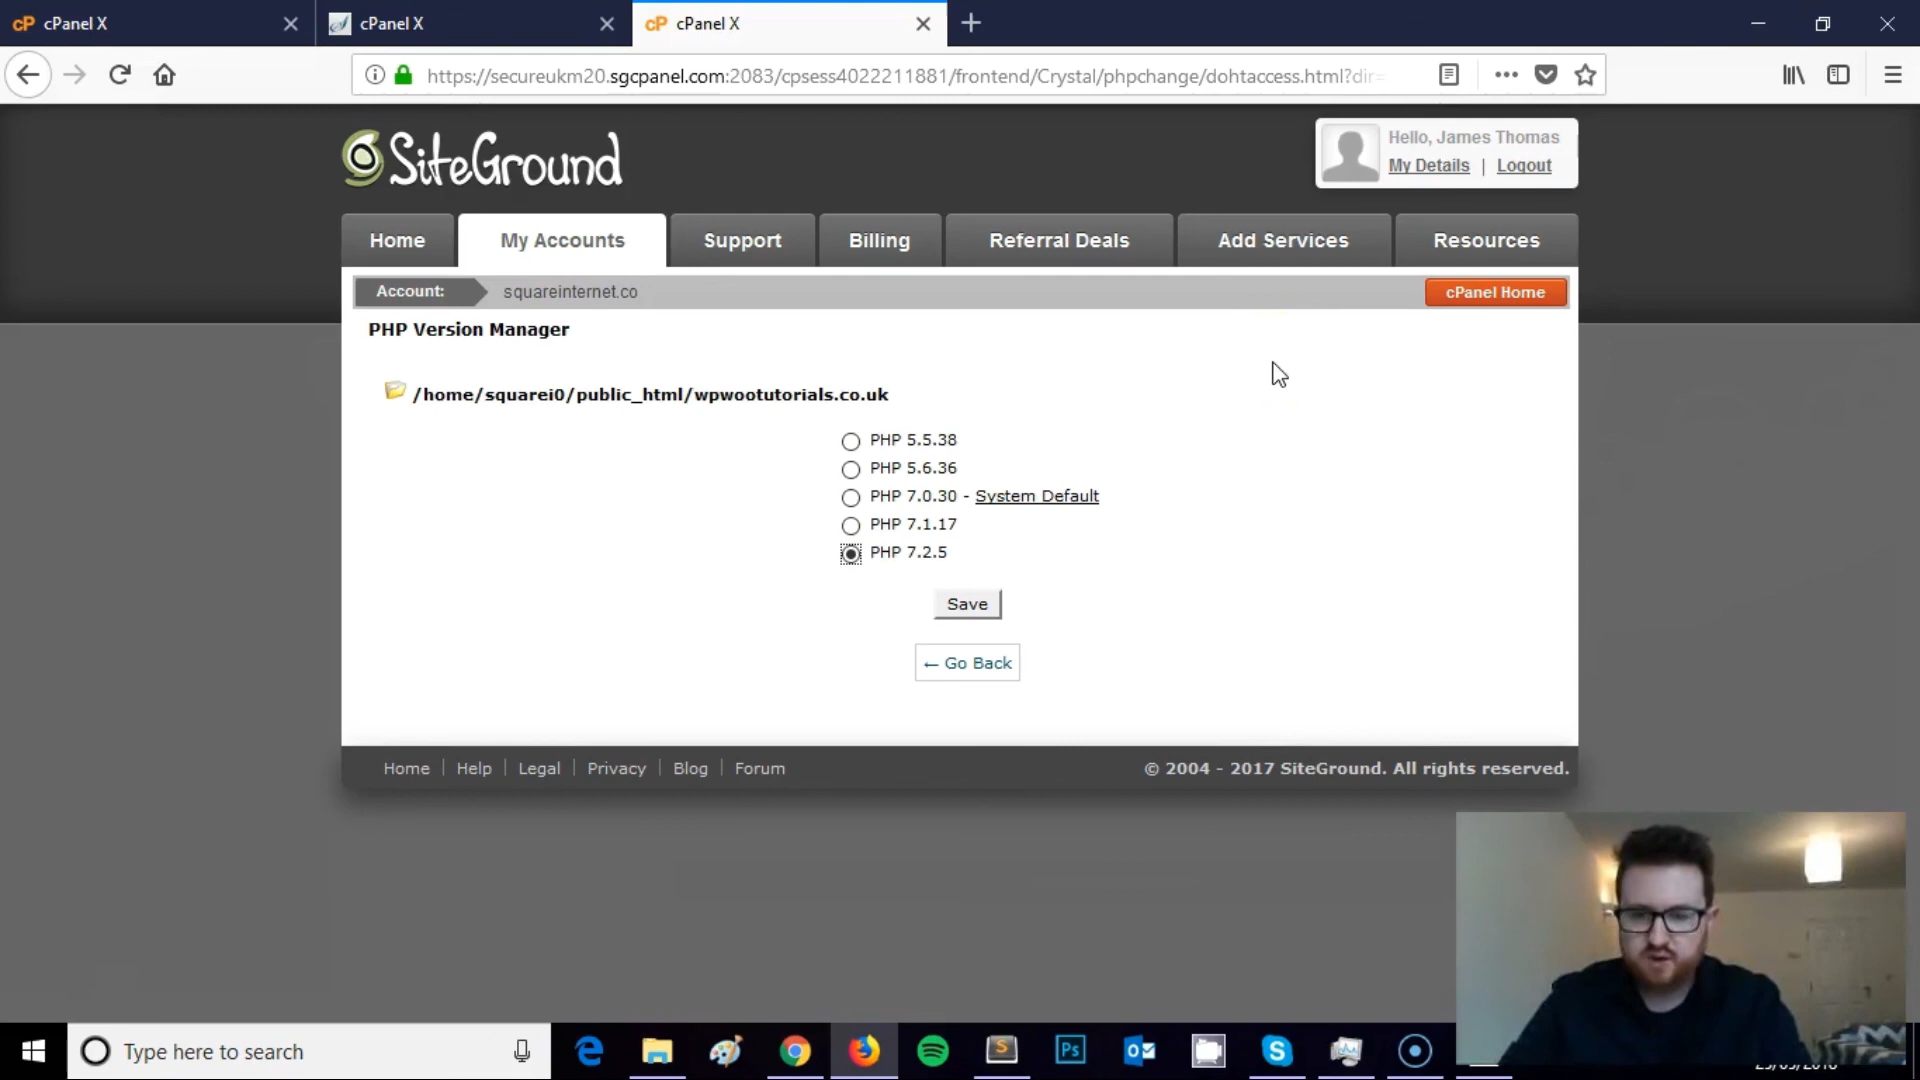 cPanel X
cPanel X
cPanel X
https://secureukm20.sgcpanel.com:2083/cpsess4022211881/frontend/Crystal/phpchange/dohtaccess.html?dir=
SiteGround
Hello, James Thomas
My Details | Logout
Home
My Accounts
Support
Billing
Referral Deals
Add Services
Resources
Account:
squareinternet.co
cPanel Home
PHP Version Manager
/home/squarei0/public_html/wpwootutorials.co.uk
PHP 5.5.38
PHP 5.6.36
PHP 7.0.30 - System Default
PHP 7.1.17
PHP 7.2.5
Save
← Go Back
Home | Help | Legal | Privacy | Blog | Forum
© 2004 - 2017 SiteGround. All rights reserved.
Type here to search